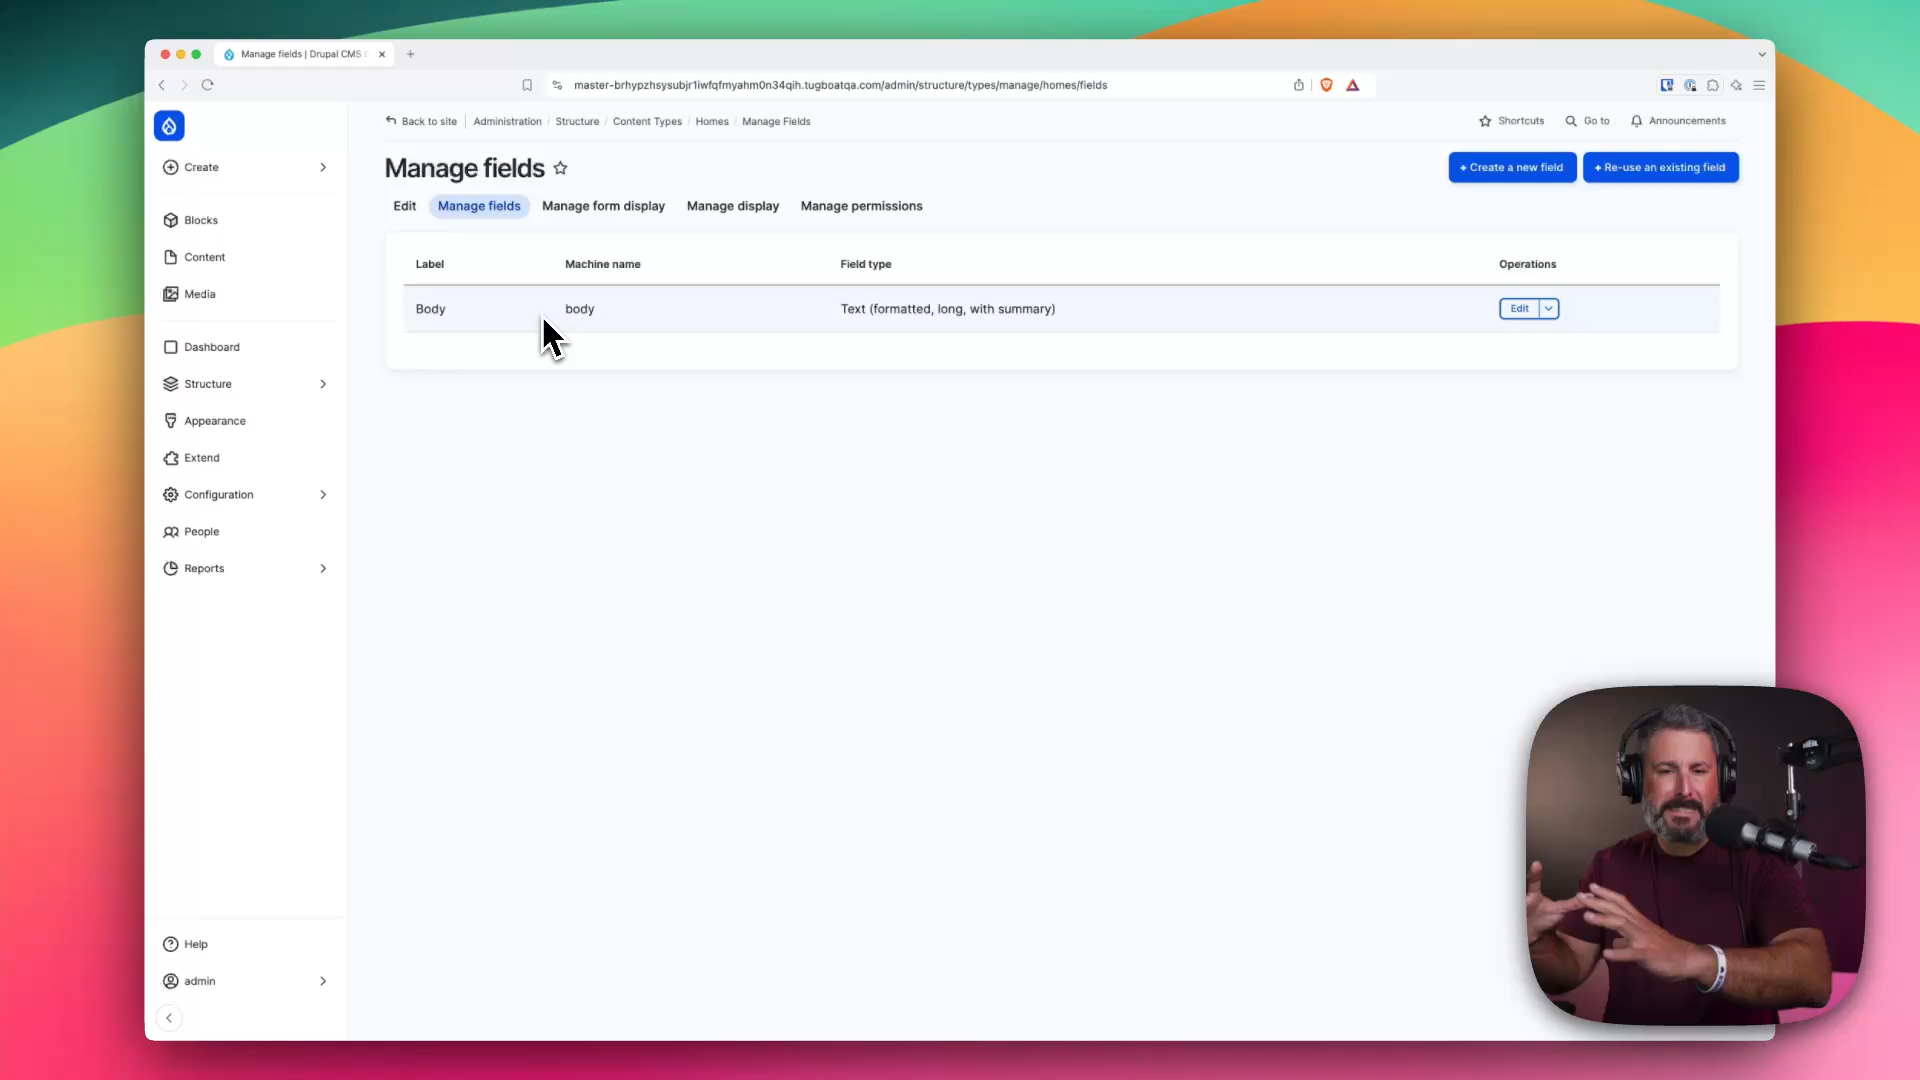 Manage fields | Drupal CMS
master-brhypzhsysubjr1iwfqfmyahm0n34qih.tugboatqa.com/admin/structure/types/manage/homes/fields
Back to site Administration / Structure / Content Types / Homes / Manage Fields
Shortcuts Go to Announcements
Create
Manage fields
+ Create a new field + Re-use an existing field
Edit Manage fields Manage form display Manage display Manage permissions
Blocks
Content
Media
Label Machine name Field type Operations
Body body Text (formatted, long, with summary) Edit
Dashboard
Structure
Appearance
Extend
Configuration
People
Reports
Help
admin